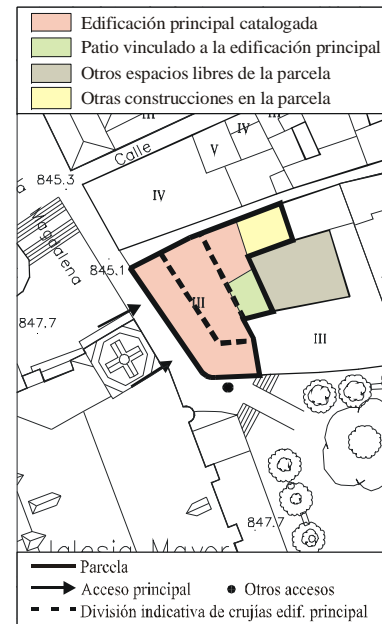 Edificación principal catalogada
Patio vinculado a la edificación principal
Otros espacios libres de la parcela
Otras construcciones en la parcela
III
IV
V
Calle
845.3
IV
Magdalena
845.1
III
847.7
III
847.7
Iglesia Mayor
Parcela
Acceso principal
Otros accesos
División indicativa de crujías edif. principal